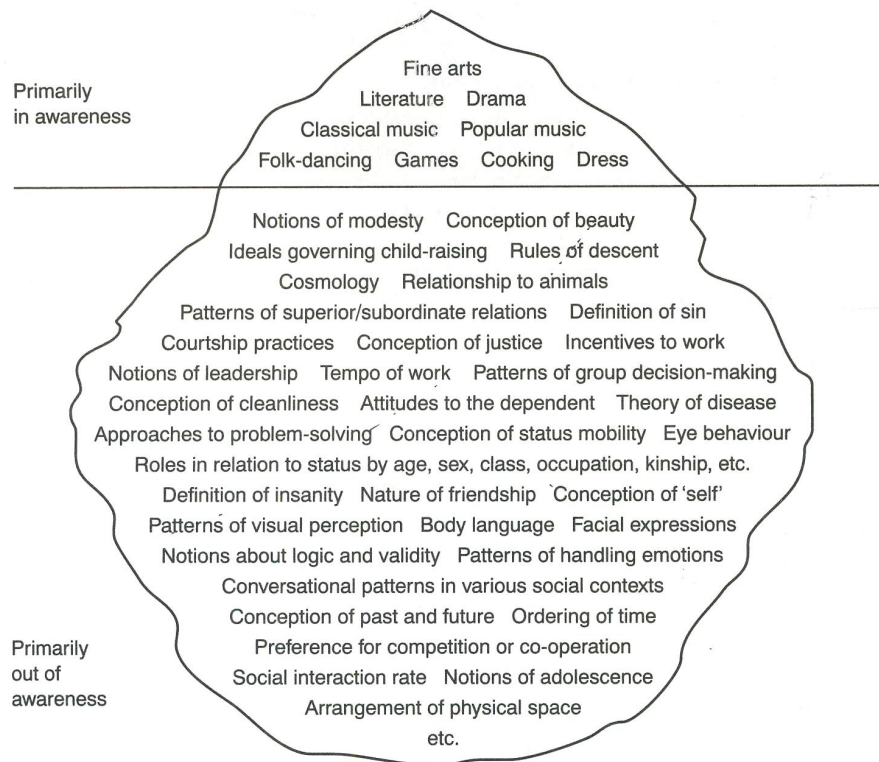 Primarily
in awareness
Fine arts
Literature Drama
Classical music Popular music
Folk-dancing Games Cooking Dress
Notions of modesty Conception of beauty
Ideals governing child-raising Rules of descent
Cosmology Relationship to animals
Patterns of superior/subordinate relations Definition of sin
Courtship practices Conception of justice Incentives to work
Notions of leadership Tempo of work Patterns of group decision-making
Conception of cleanliness Attitudes to the dependent Theory of disease
Approaches to problem-solving Conception of status mobility Eye behaviour
Roles in relation to status by age, sex, class, occupation, kinship, etc.
Definition of insanity Nature of friendship Conception of 'self'
Patterns of visual perception Body language Facial expressions
Notions about logic and validity Patterns of handling emotions
Conversational patterns in various social contexts
Conception of past and future Ordering of time
Preference for competition or co-operation
Social interaction rate Notions of adolescence
Arrangement of physical space
etc.
Primarily
out of
awareness